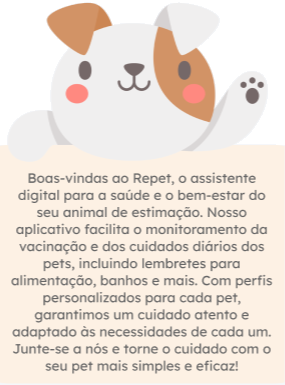 Boas-vindas ao Repet, o assistente
digital para a saúde e o bem-estar do
seu animal de estimação. Nosso
aplicativo facilita o monitoramento da
vacinação e dos cuidados diários dos
pets, incluindo lembretes para
alimentação, banhos e mais. Com perfis
personalizados para cada pet,
garantimos um cuidado atento e
adaptado às necessidades de cada um.
Junte-se a nós e torne o cuidado com o
seu pet mais simples e eficaz!